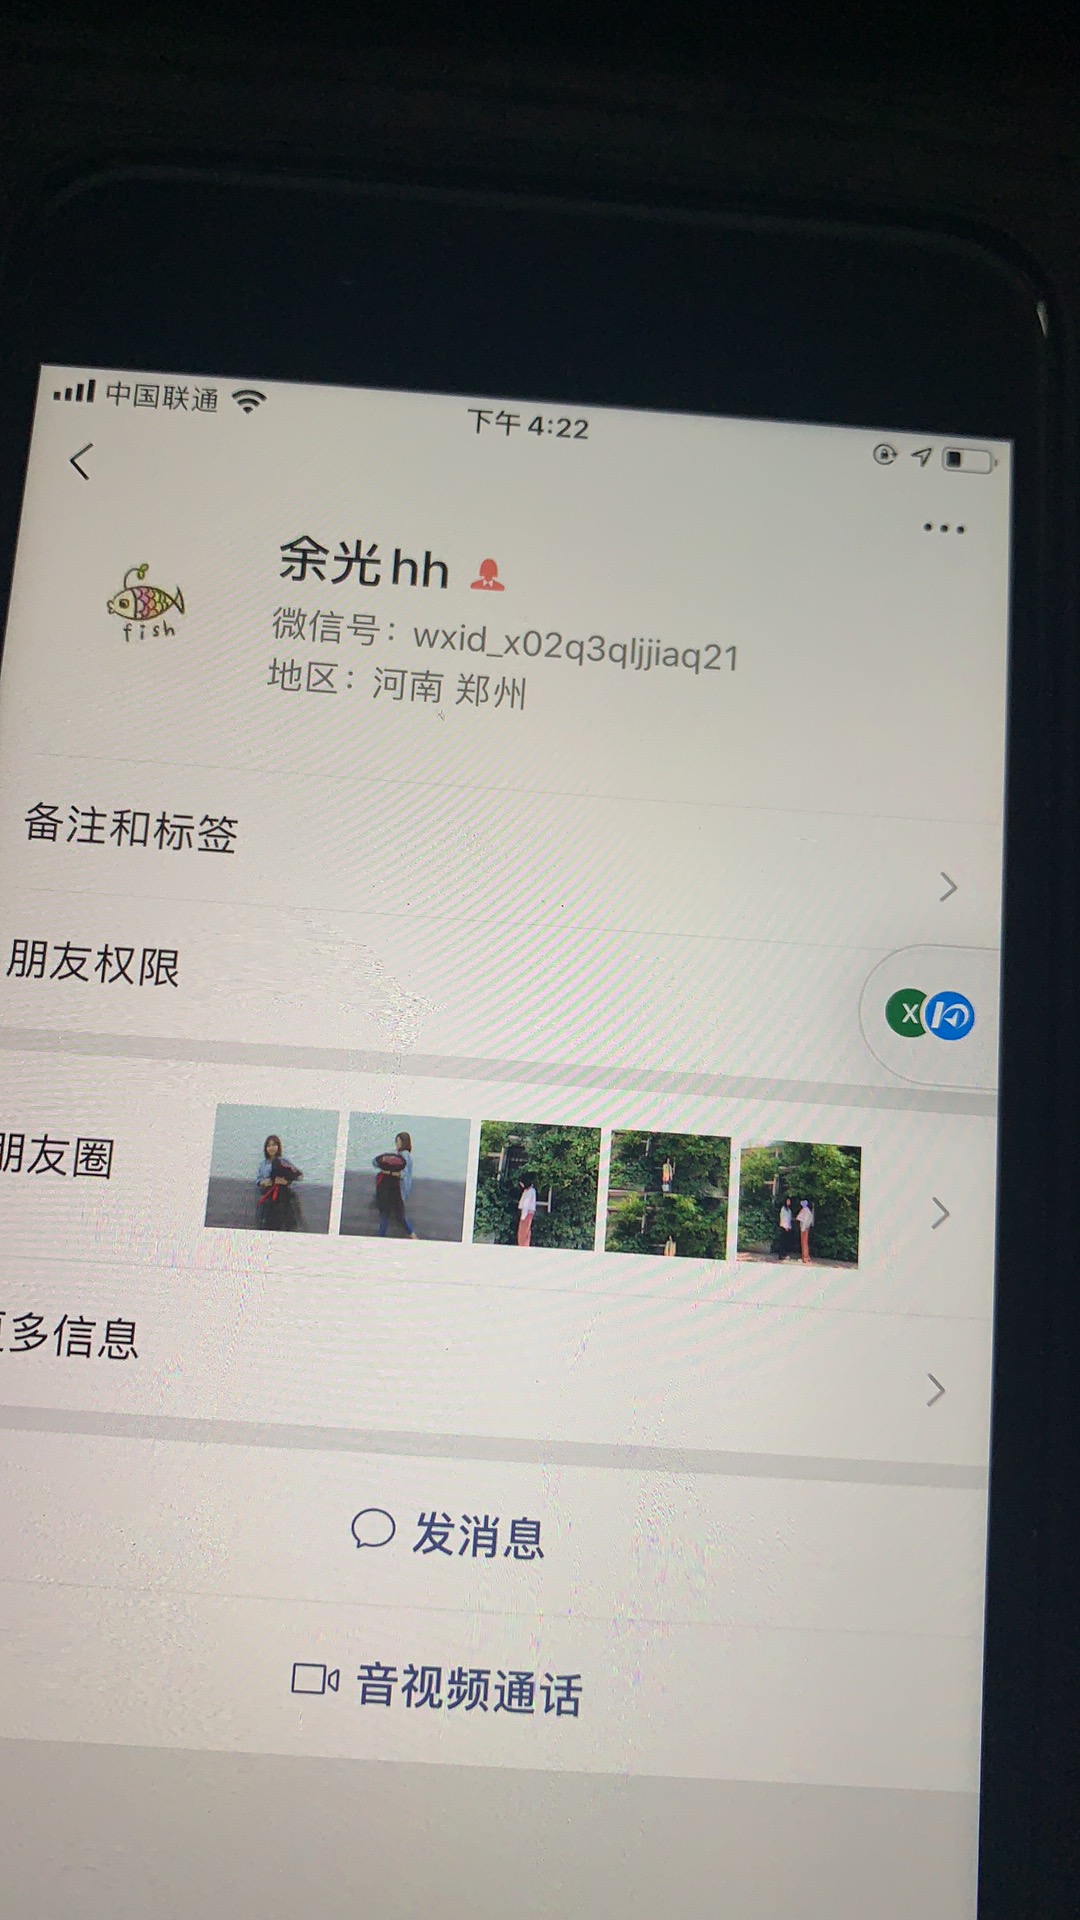 中国联通
下午4:22
余光hh
fish
微信号：wxid_x02q3qljjiaq21
地区：河南 郑州
备注和标签
朋友权限
X
朋友圈
更多信息
发消息
音视频通话